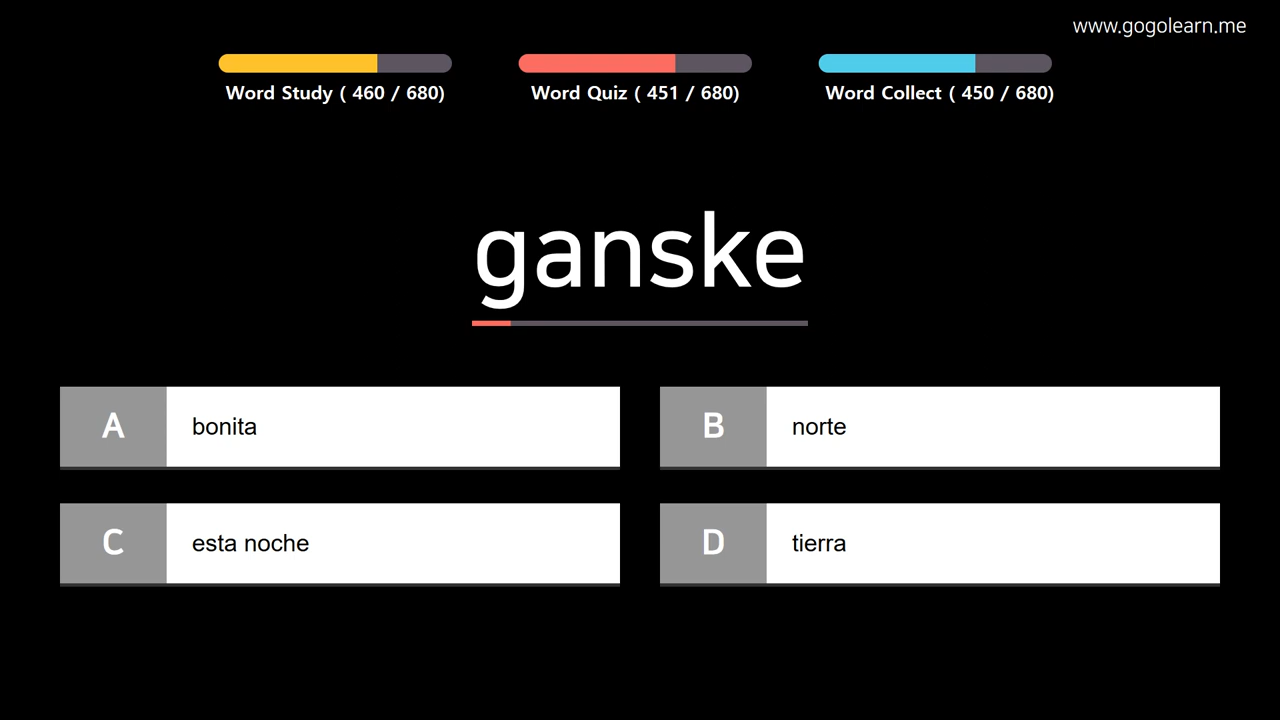 www.gogolearn.me
Word Study ( 460 / 680)
Word Quiz ( 451 / 680)
Word Collect ( 450 / 680)
ganske
A bonita
B norte
C esta noche
D tierra